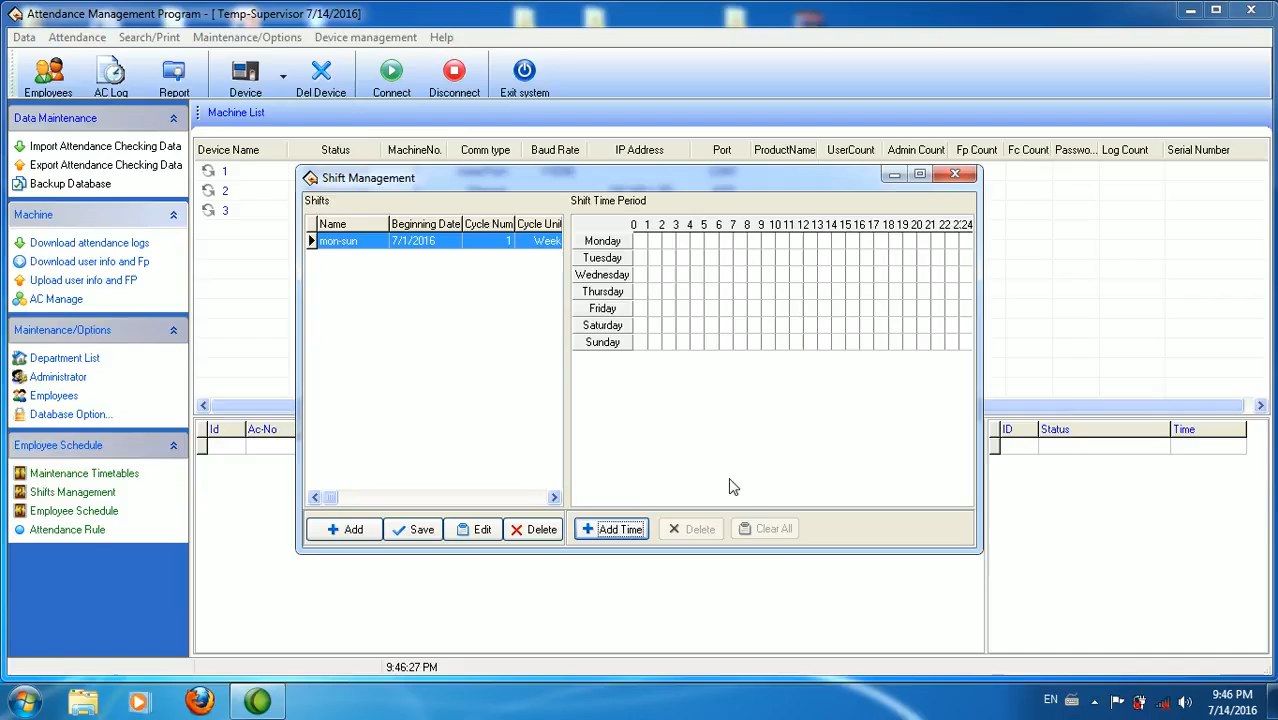 Attendance Management Program - [ Temp-Supervisor 7/14/2016]
Data Attendance Search/Print Maintenance/Options Device management Help
Employees AC Log Report Device Del Device Connect Disconnect Exit system
Data Maintenance
Import Attendance Checking Data
Export Attendance Checking Data
Backup Database
Machine
Download attendance logs
Download user info and Fp
Upload user info and FP
AC Manage
Maintenance/Options
Department List
Administrator
Employees
Database Option...
Employee Schedule
Maintenance Timetables
Shifts Management
Employee Schedule
Attendance Rule
Machine List
Device Name Status MachineNo. Comm type Baud Rate IP Address Port ProductName UserCount Admin Count Fp Count Fc Count Passwo... Log Count Serial Number
1
2
3
Shift Management
Shifts
Name Beginning Date Cycle Num Cycle Unit
mon-sun 7/1/2016 1 Week
Shift Time Period
0 1 2 3 4 5 6 7 8 9 10 11 12 13 14 15 16 17 18 19 20 21 22 24
Monday
Tuesday
Wednesday
Thursday
Friday
Saturday
Sunday
Add Save Edit Delete Add Time Delete Clear All
Id Ac-No
ID Status Time
9:46:27 PM
EN
9:46 PM
7/14/2016